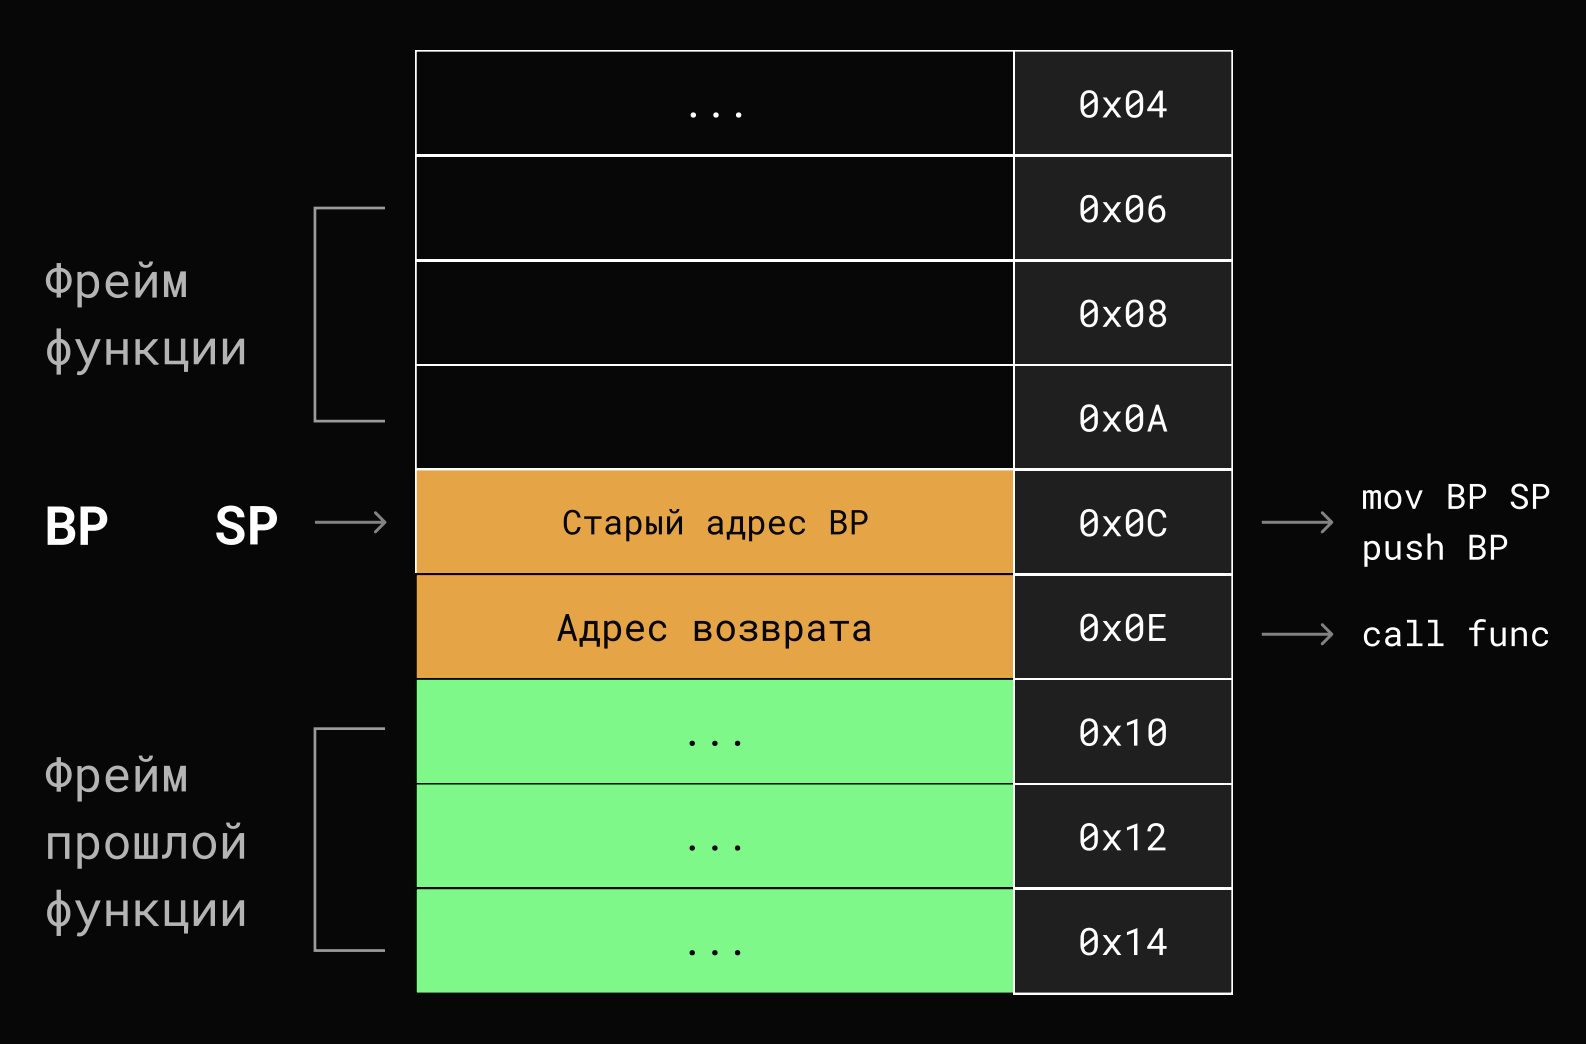 ... 0x04
0x06
Фрейм
функции
0x08
0x0A
BP SP Старый адрес BP 0x0C
mov BP SP
push BP
Адрес возврата 0x0E call func
... 0x10
Фрейм
прошлой
функции
... 0x12
... 0x14